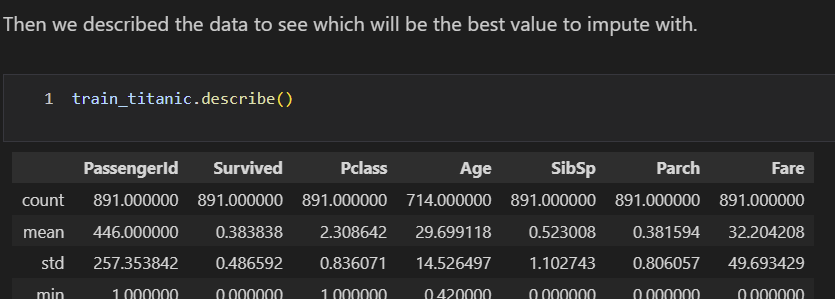 Then we described the data to see which will be the best value to impute with.
1 train_titanic.describe()
PassengerId Survived Pclass Age SibSp Parch Fare
count 891.000000 891.000000 891.000000 714.000000 891.000000 891.000000 891.000000
mean 446.000000 0.383838 2.308642 29.699118 0.523008 0.381594 32.204208
std 257.353842 0.486592 0.836071 14.526497 1.102743 0.806057 49.693429
min 1.000000 0.000000 1.000000 0.420000 0.000000 0.000000 0.000000